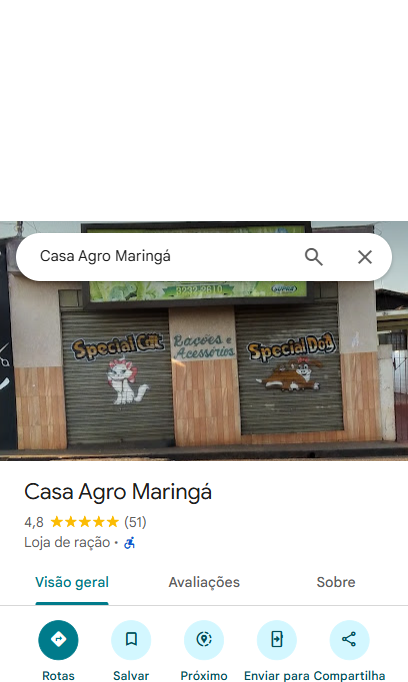 Casa Agro Maringá
Special Cat
Rações e
Acessórios
Special Dog
Casa Agro Maringá
4,8 (51)
Loja de ração ·
Visão geral Avaliações Sobre
Rotas Salvar Próximo Enviar para Compartilhar